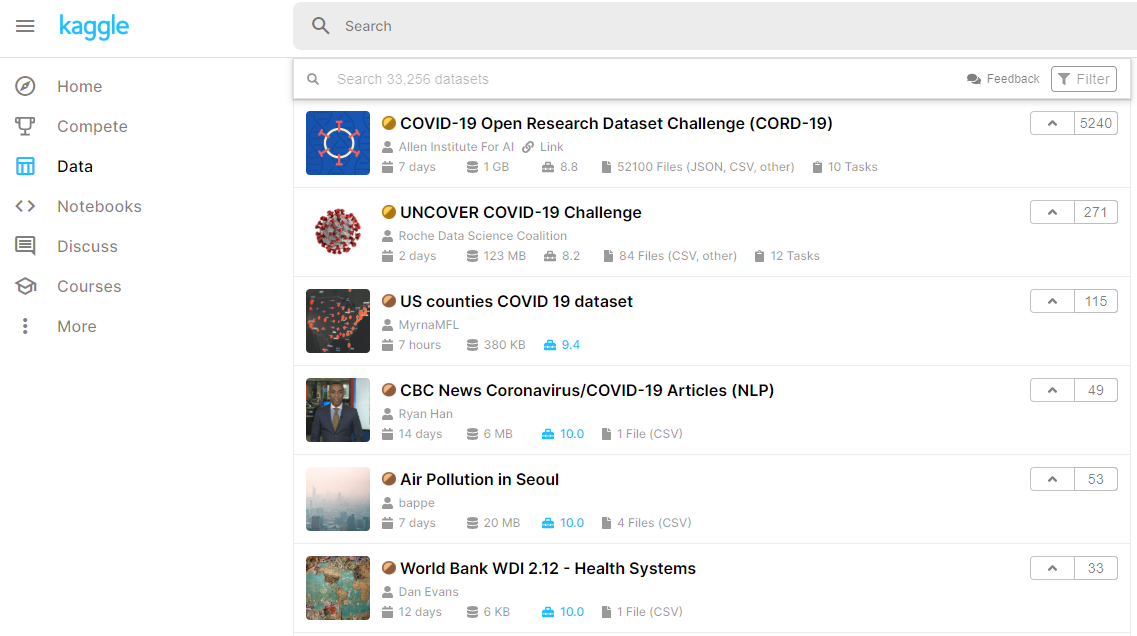 kaggle
Search
Home
Compete
Data
Notebooks
Discuss
Courses
More
Search 33,256 datasets
Feedback
Filter
COVID-19 Open Research Dataset Challenge (CORD-19)
5240
Allen Institute For AI Link
7 days 1 GB 8.8 52100 Files (JSON, CSV, other) 10 Tasks
UNCOVER COVID-19 Challenge
271
Roche Data Science Coalition
2 days 123 MB 8.2 84 Files (CSV, other) 12 Tasks
US counties COVID 19 dataset
115
MyrnaMFL
7 hours 380 KB 9.4
CBC News Coronavirus/COVID-19 Articles (NLP)
49
Ryan Han
14 days 6 MB 10.0 1 File (CSV)
Air Pollution in Seoul
53
bappe
7 days 20 MB 10.0 4 Files (CSV)
World Bank WDI 2.12 - Health Systems
33
Dan Evans
12 days 6 KB 10.0 1 File (CSV)